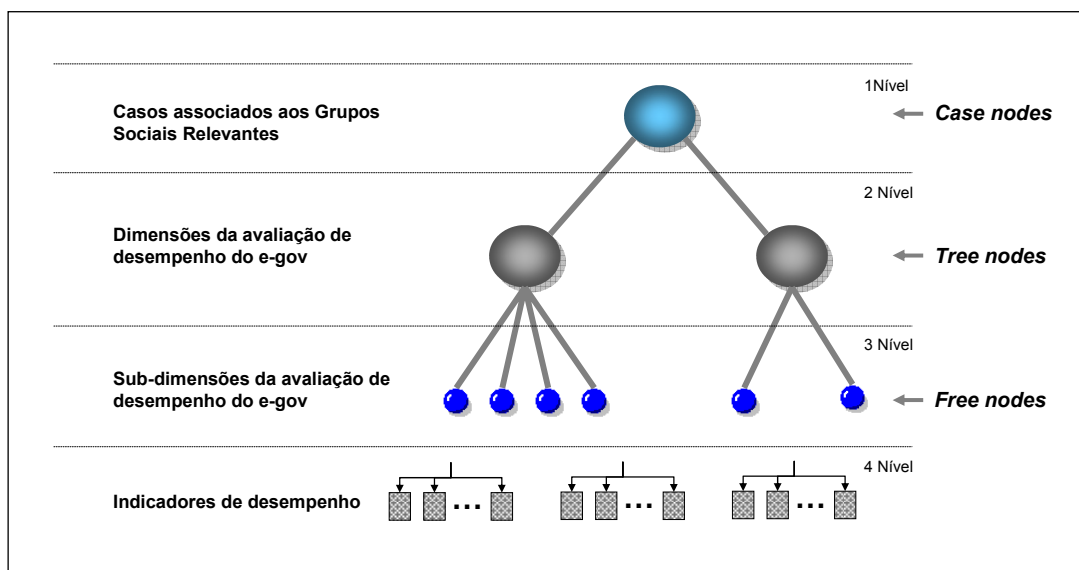 1Nível
Casos associados aos Grupos
Sociais Relevantes
Case nodes
2 Nível
Dimensões da avaliação de
desempenho do e-gov
Tree nodes
3 Nível
Sub-dimensões da avaliação de
desempenho do e-gov
Free nodes
4 Nível
Indicadores de desempenho
... ... ...